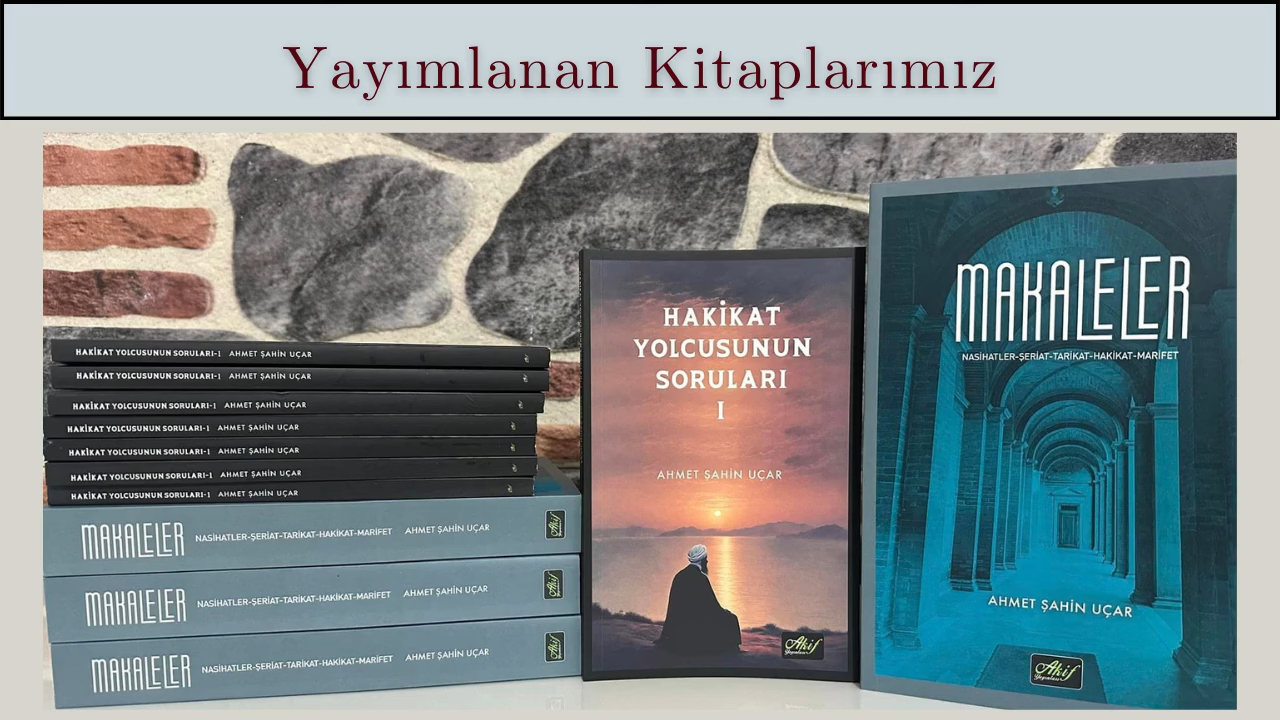 Yayımlanan Kitaplarımız
HAKİKAT YOLCUSUNUN SORULARI-1 AHMET ŞAHİN UÇAR
HAKİKAT YOLCUSUNUN SORULARI-1 AHMET ŞAHİN UÇAR
HAKİKAT YOLCUSUNUN SORULARI-1 AHMET ŞAHİN UÇAR
HAKİKAT YOLCUSUNUN SORULARI-1 AHMET ŞAHİN UÇAR
HAKİKAT YOLCUSUNUN SORULARI-1 AHMET ŞAHİN UÇAR
HAKİKAT YOLCUSUNUN SORULARI-1 AHMET ŞAHİN UÇAR
HAKİKAT YOLCUSUNUN SORULARI-1 AHMET ŞAHİN UÇAR
MAKALELER NASİHATLER-ŞERİAT-TARİKAT-HAKİKAT-MARİFET AHMET ŞAHİN UÇAR Akif
MAKALELER NASİHATLER-ŞERİAT-TARİKAT-HAKİKAT-MARİFET AHMET ŞAHİN UÇAR Akif
MAKALELER NASİHATLER-ŞERİAT-TARİKAT-HAKİKAT-MARİFET AHMET ŞAHİN UÇAR Akif
HAKİKAT
YOLCUSUNUN
SORULARI
I
AHMET ŞAHİN UÇAR
Akif
Yayınları
MAKALELER
NASİHATLER-ŞERİAT-TARİKAT-HAKİKAT-MARİFET
AHMET ŞAHİN UÇAR
Akif
Yayınları